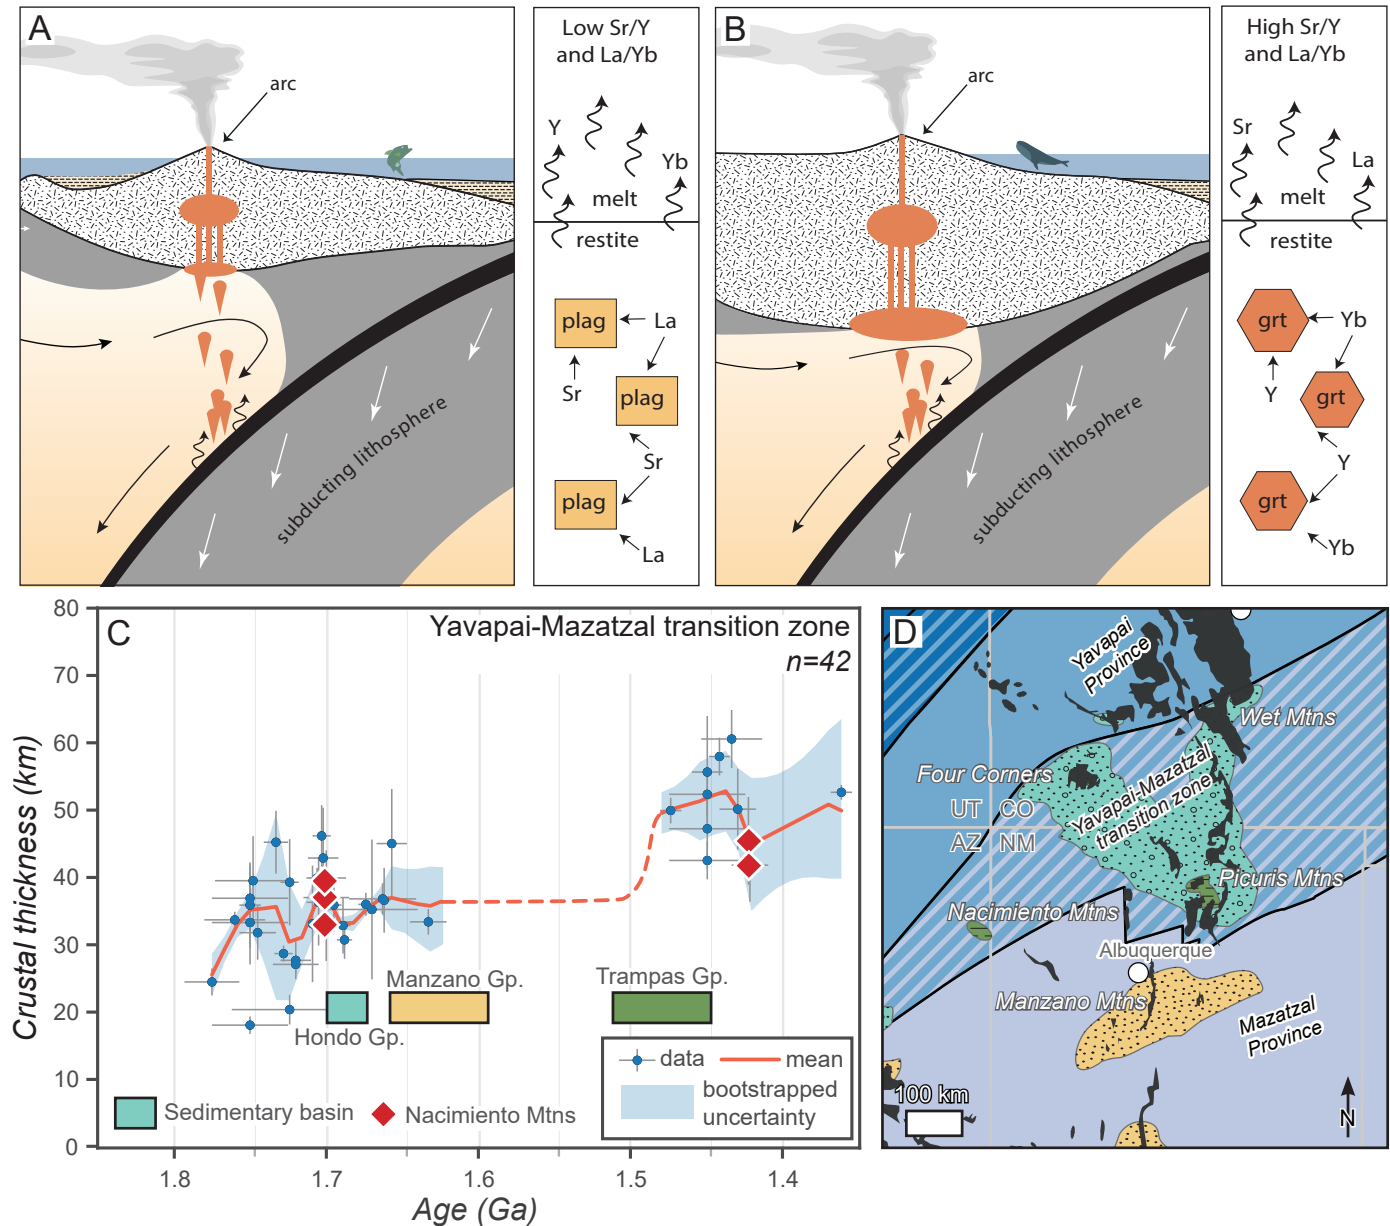 A
arc
subducting lithosphere
Low Sr/Y
and La/Yb
Y
Yb
melt
restite
plag
La
Sr
plag
Sr
plag
La
B
arc
subducting lithosphere
High Sr/Y
and La/Yb
Sr
La
melt
restite
grt
Yb
Y
grt
Y
grt
Yb
C
Yavapai-Mazatzal transition zone
n=42
Crustal thickness (km)
80
70
60
50
40
30
20
10
0
Manzano Gp.
Trampas Gp.
Hondo Gp.
data
mean
bootstrapped
uncertainty
Sedimentary basin
Nacimiento Mtns
1.8
1.7
1.6
1.5
1.4
Age (Ga)
D
Yavapai
Province
Wet Mtns
Four Corners
UT CO
AZ NM
Yavapai-Mazatzal
transition zone
Picuris Mtns
Nacimiento Mtns
Albuquerque
Manzano Mtns
Mazatzal
Province
100 km
N